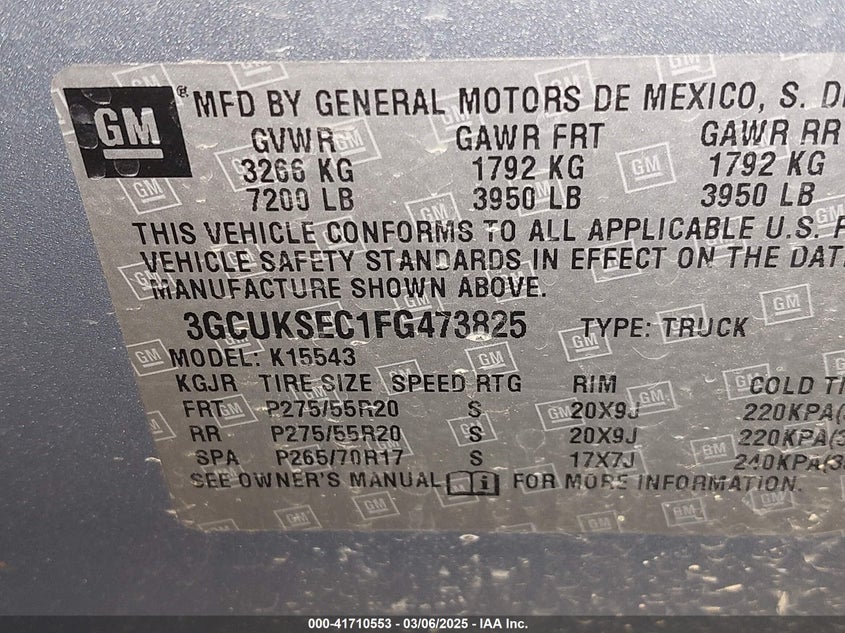 GM ® MFD BY GENERAL MOTORS DE MEXICO, S. D
GVWR GAWR FRT GAWR RR
3266 KG 1792 KG 1792 KG
7200 LB 3950 LB 3950 LB
THIS VEHICLE CONFORMS TO ALL APPLICABLE U.S. F
VEHICLE SAFETY STANDARDS IN EFFECT ON THE DAT
MANUFACTURE SHOWN ABOVE.
3GCUKSEC1FG473825 TYPE: TRUCK
MODEL: K15543
KGJR TIRE SIZE SPEED RTG RIM COLD TI
FRT P275/55R20 S 20X9J 220KPA(
RR P275/55R20 S 20X9J 220KPA(3
SPA P265/70R17 S 17X7J 240KPA(3
SEE OWNER'S MANUAL i FOR MORE INFORMATION.
000-41710553 - 03/06/2025 - IAA Inc.